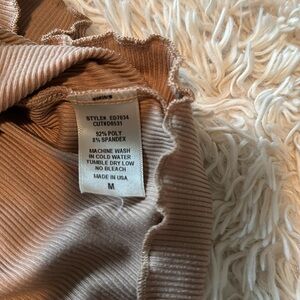 STYLE# ED7034
CUT#D8531
92% POLY
8% SPANDEX
MACHINE WASH
IN COLD WATER
TUMBLE DRY LOW
NO BLEACH
MADE IN USA
M